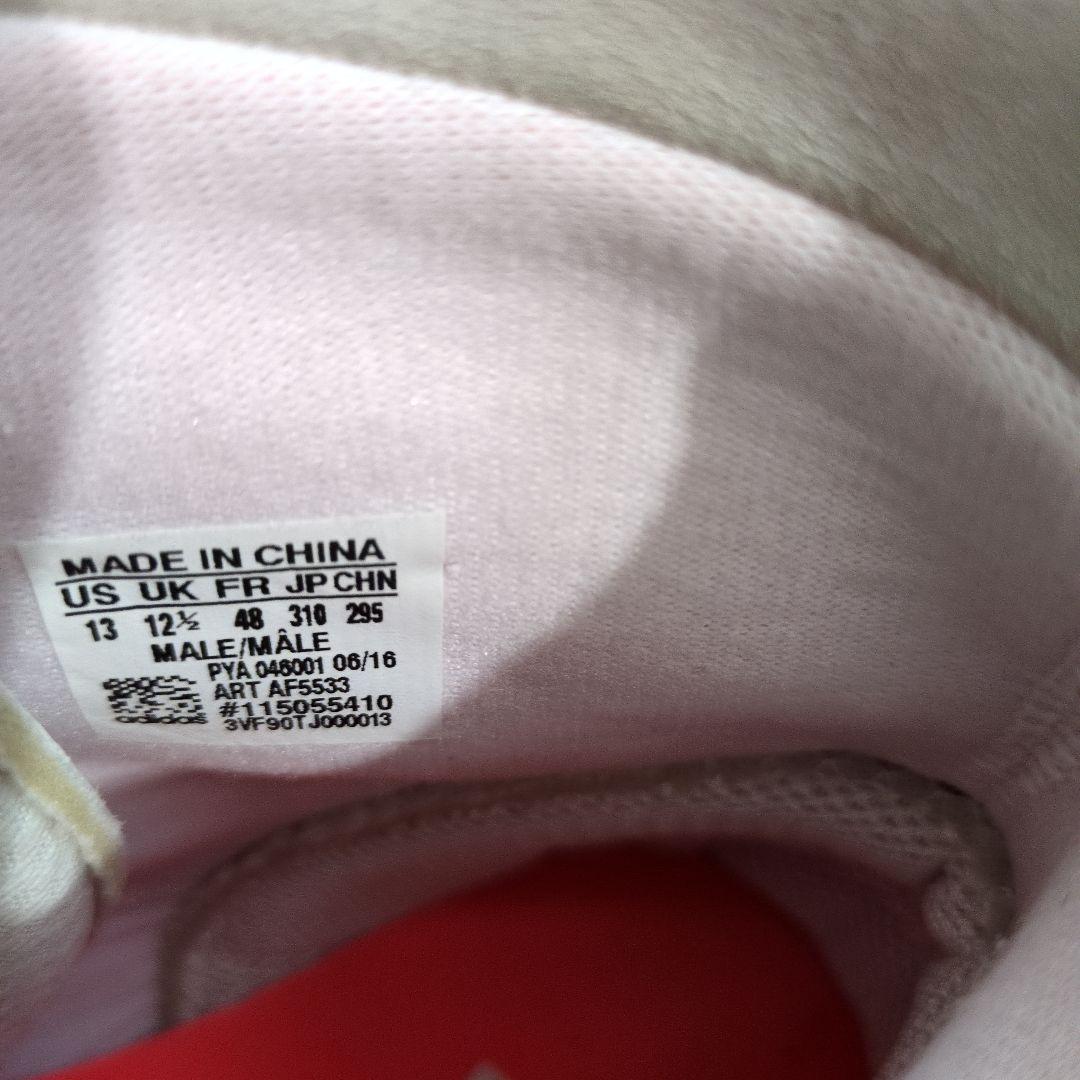 MADE IN CHINA
US UK FR JP CHN
13 12½ 48 310 295
MALE/MÂLE
PYA 046001 06/16
ART AF5533
#115055410
adidas 3VF90TJ000013